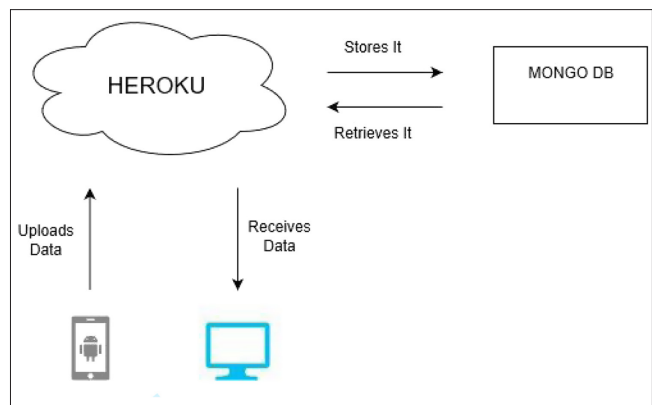 Stores It
HEROKU
MONGO DB
Retrieves It
Uploads
Data
Receives
Data